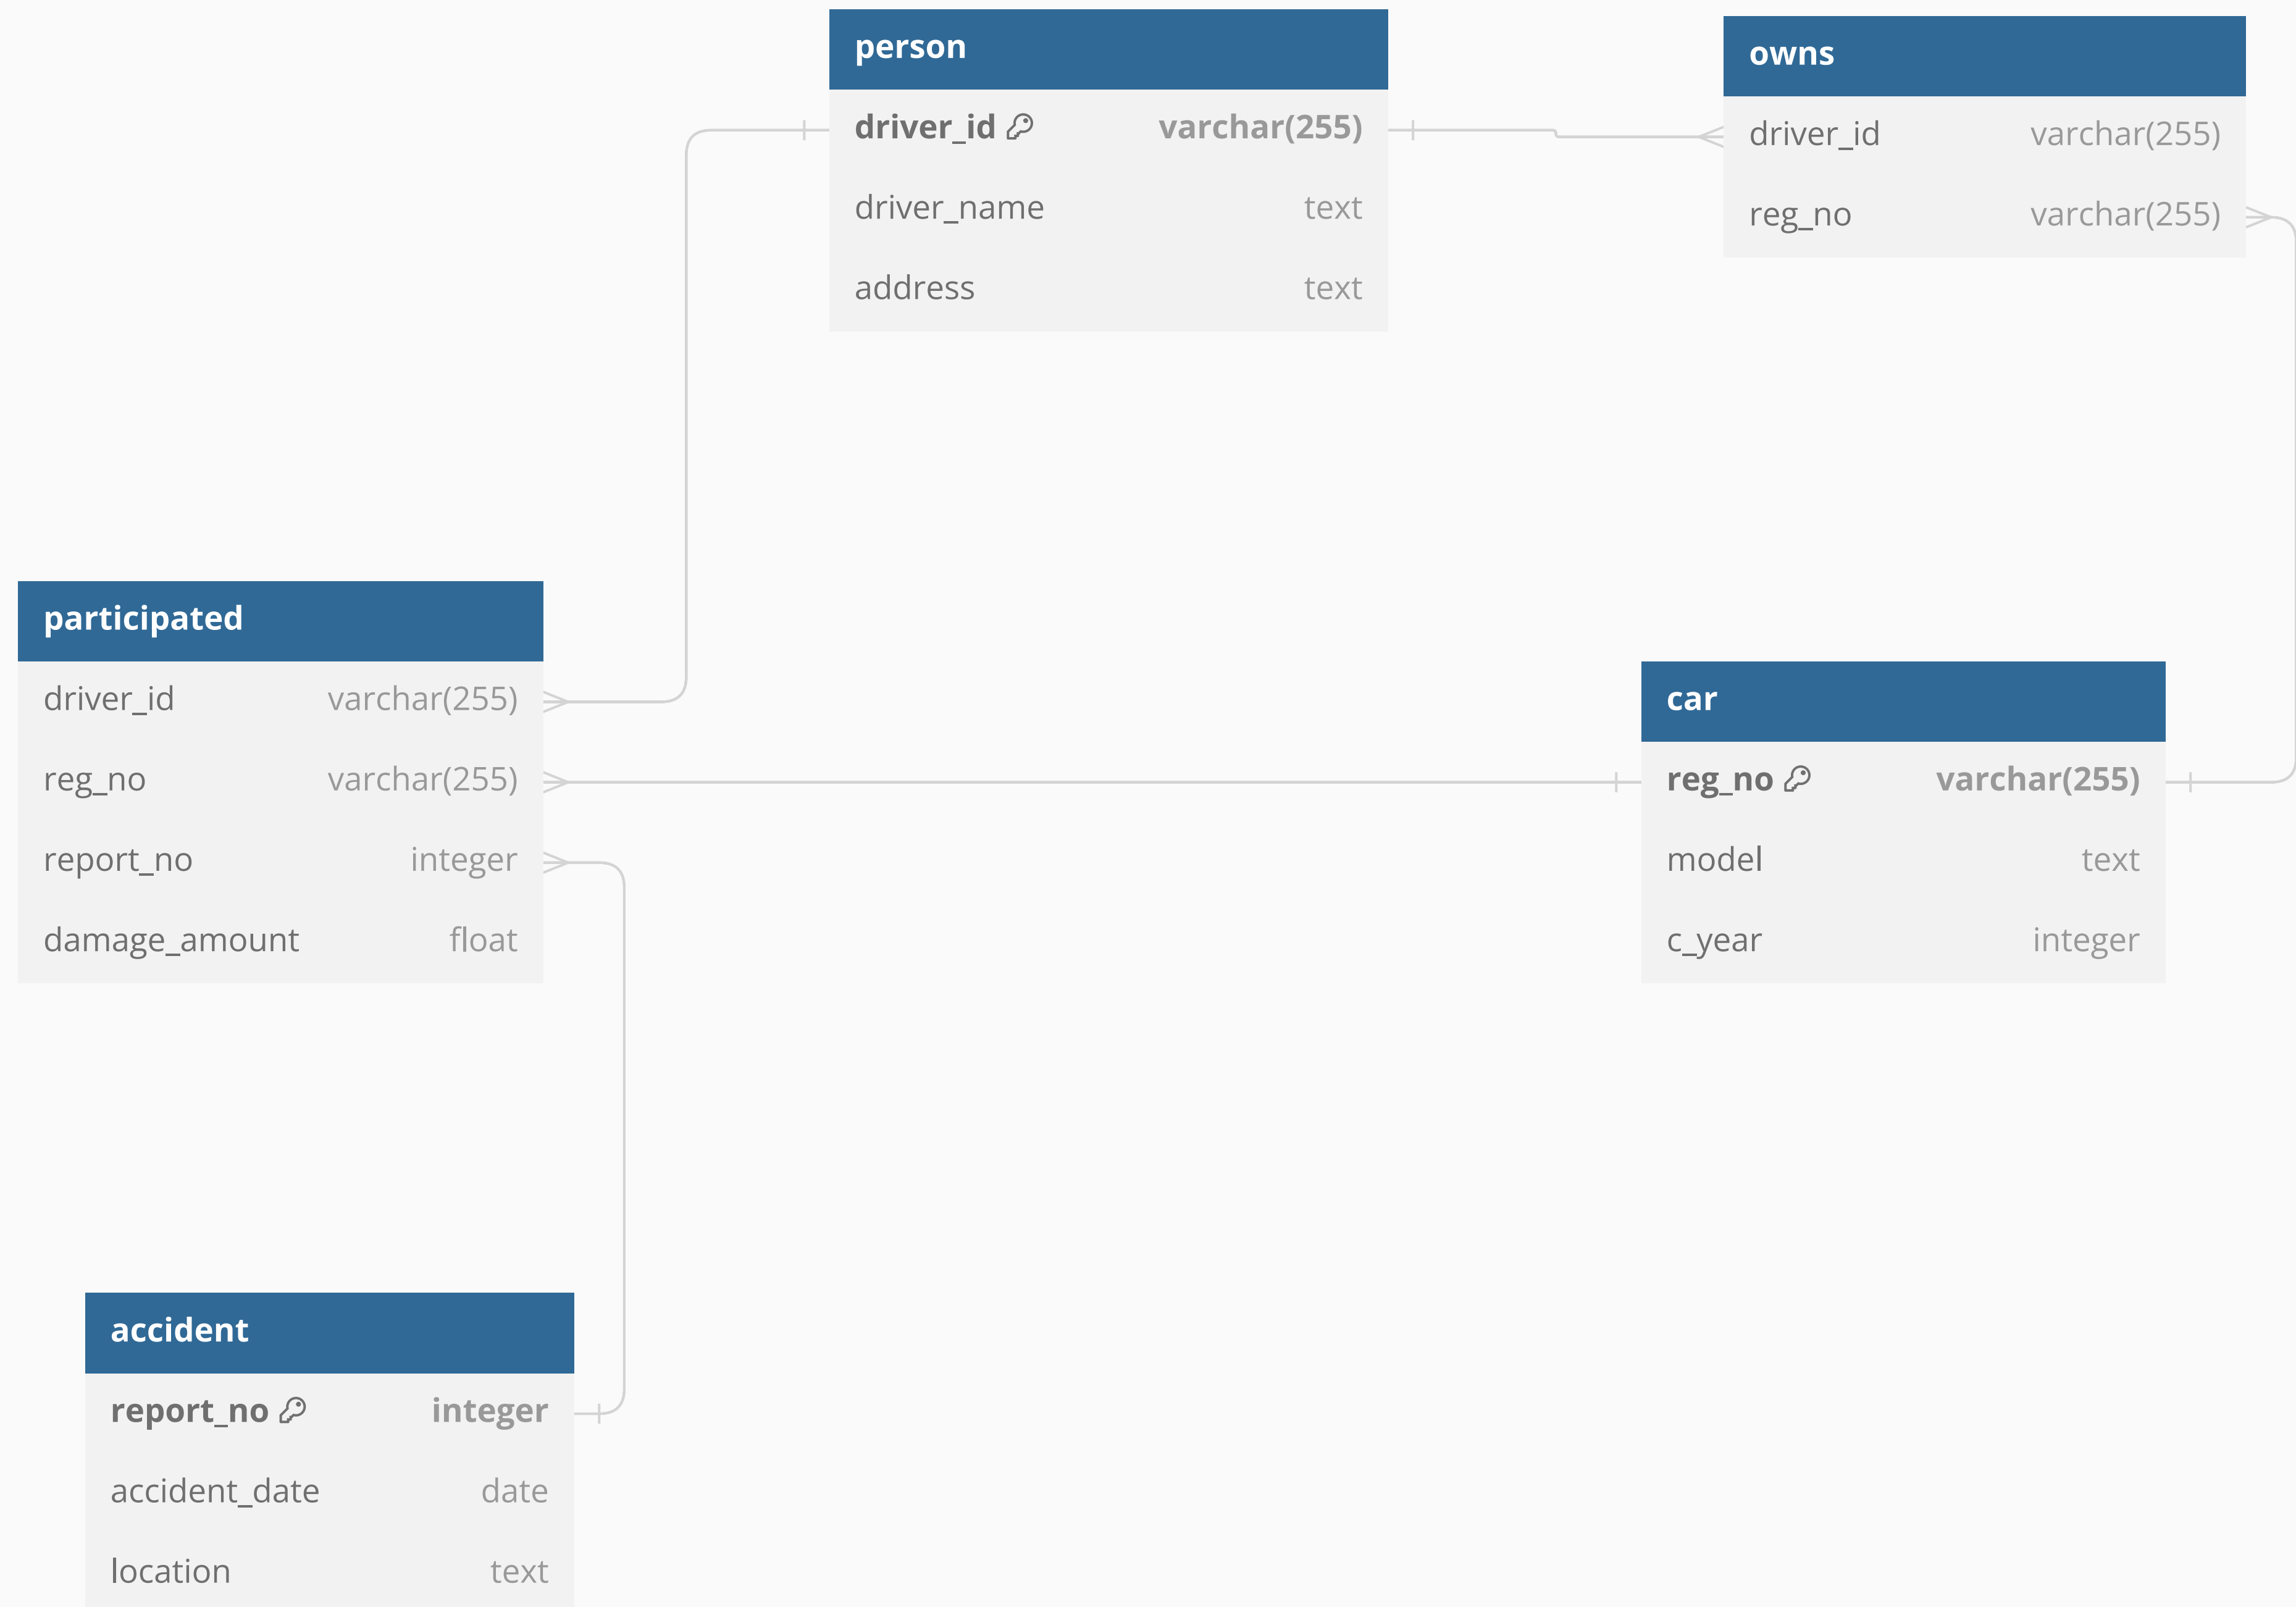 person
driver_id varchar(255)
driver_name text
address text
owns
driver_id varchar(255)
reg_no varchar(255)
participated
driver_id varchar(255)
reg_no varchar(255)
report_no integer
damage_amount float
car
reg_no varchar(255)
model text
c_year integer
accident
report_no integer
accident_date date
location text